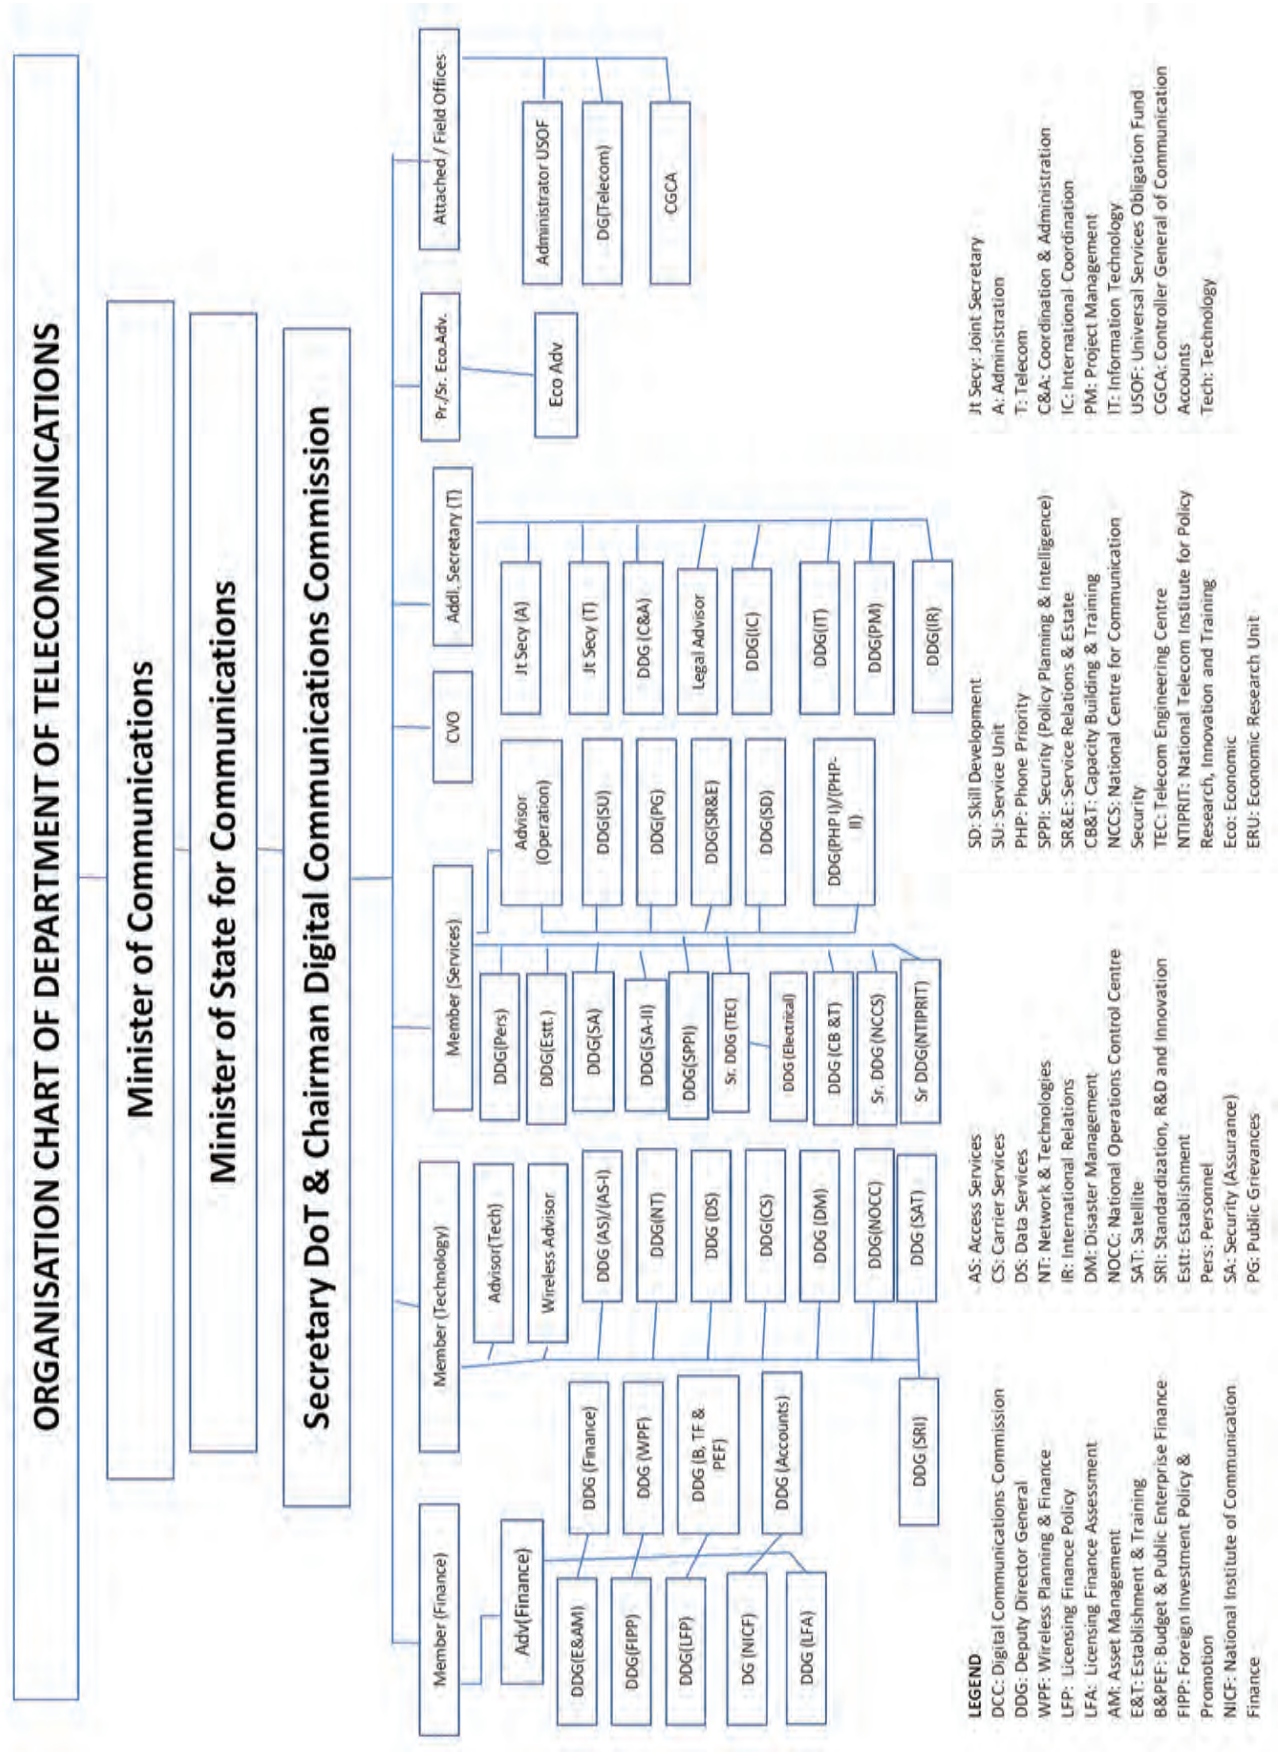 ORGANISATION CHART OF DEPARTMENT OF TELECOMMUNICATIONS
Minister of Communications
Minister of State for Communications
Secretary DoT & Chairman Digital Communications Commission
Member (Finance)
Member (Technology)
Member (Services)
CVO
Addl. Secretary (T)
Pr./Sr. Eco.Adv.
Attached / Field Offices
Adv(Finance)
DDG(E&AM)
DDG(FIPP)
DDG(LFP)
DG (NICF)
DDG (LFA)
DDG (Finance)
DDG (WPF)
DDG (B, TF &
PEF)
DDG (Accounts)
Advisor(Tech)
Wireless Advisor
DDG (AS)/(AS-I)
DDG(NT)
DDG (DS)
DDG(CS)
DDG (DM)
DDG(NOCC)
DDG (SAT)
DDG (SRI)
DDG(Pers)
DDG(Estt.)
DDG(SA)
DDG(SA-II)
DDG(SPPI)
Sr. DDG (TEC)
DDG (Electrical)
DDG (CB &T)
Sr. DDG (NCCS)
Sr DDG(NTIPRIT)
Advisor
(Operation)
DDG(SU)
DDG(PG)
DDG(SR&E)
DDG(SD)
DDG(PHP I)/(PHP-
II)
Jt Secy (A)
Jt Secy (T)
DDG (C&A)
Legal Advisor
DDG(IC)
DDG(IT)
DDG(PM)
DDG(IR)
Eco Adv
Administrator USOF
DG(Telecom)
CGCA
LEGEND
DCC: Digital Communications Commission
DDG: Deputy Director General
WPF: Wireless Planning & Finance
LFP: Licensing Finance Policy
LFA: Licensing Finance Assessment
AM: Asset Management
E&T: Establishment & Training
B&PEF: Budget & Public Enterprise Finance
FIPP: Foreign Investment Policy &
Promotion
NICF: National Institute of Communication
Finance
AS: Access Services
CS: Carrier Services
DS: Data Services
NT: Network & Technologies
IR: International Relations
DM: Disaster Management
NOCC: National Operations Control Centre
SAT: Satellite
SRI: Standardization, R&D and Innovation
Estt: Establishment
Pers: Personnel
SA: Security (Assurance)
PG: Public Grievances
SD: Skill Development
SU: Service Unit
PHP: Phone Priority
SPPI: Security (Policy Planning & Intelligence)
SR&E: Service Relations & Estate
CB&T: Capacity Building & Training
NCCS: National Centre for Communication
Security
TEC: Telecom Engineering Centre
NTIPRIT: National Telecom Institute for Policy
Research, Innovation and Training
Eco: Economic
ERU: Economic Research Unit
Jt Secy: Joint Secretary
A: Administration
T: Telecom
C&A: Coordination & Administration
IC: International Coordination
PM: Project Management
IT: Information Technology
USOF: Universal Services Obligation Fund
CGCA: Controller General of Communication
Accounts
Tech: Technology